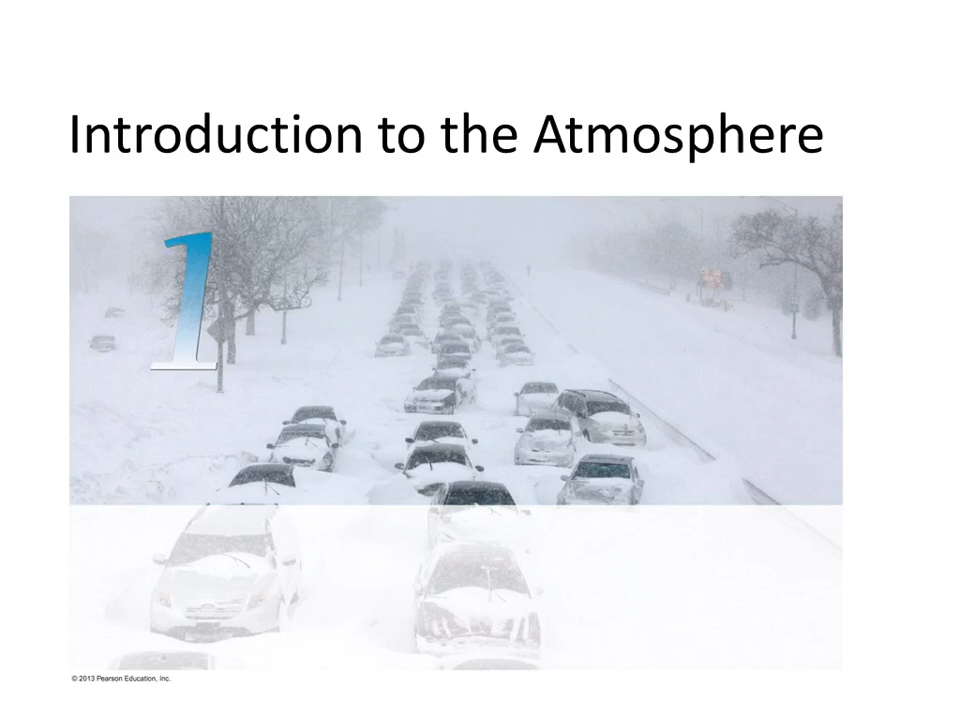 Introduction to the Atmosphere
1
© 2013 Pearson Education, Inc.